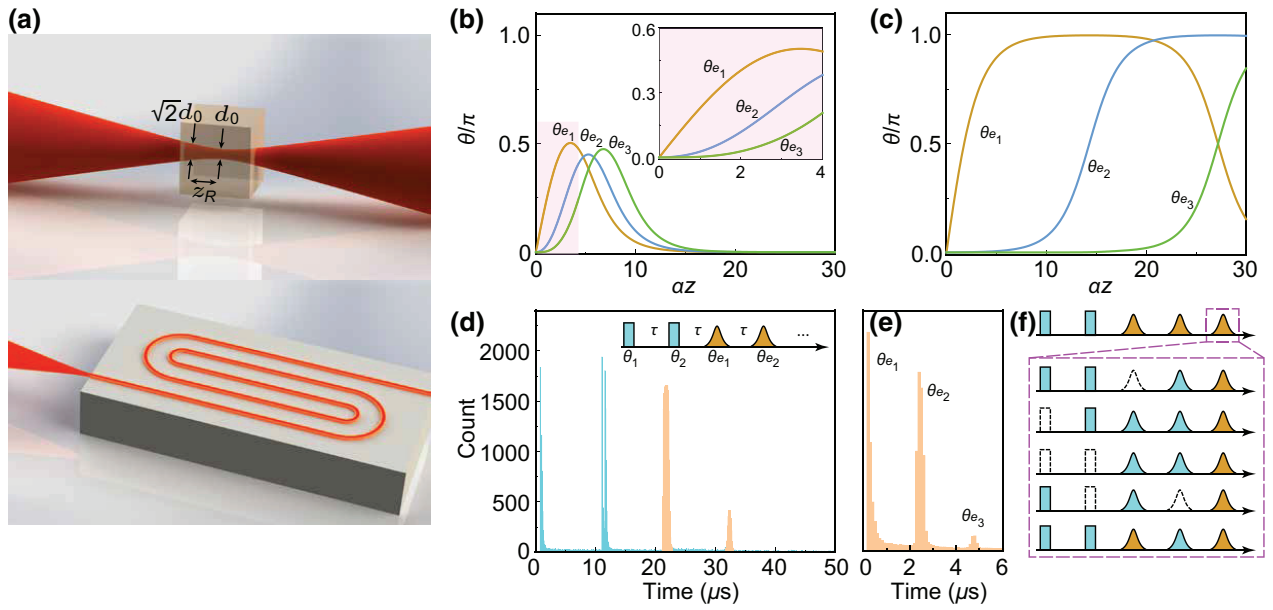 (a)
√2d₀ d₀
z_R
(b)
θ/π
1.0
0.5
0
0 10 20 30
αz
θe₁ θe₂ θe₃
0.6
0.3
0.0
0 2 4
θe₁
θe₂
θe₃
(c)
θ/π
1.0
0.5
0.0
0 10 20 30
αz
θe₁
θe₂
θe₃
(d)
Count
2000
1500
1000
500
0
0 10 20 30 40 50
Time (μs)
τ τ τ ...
θ₁ θ₂ θe₁ θe₂
(e)
θe₁
θe₂
θe₃
0 2 4 6
Time (μs)
(f)